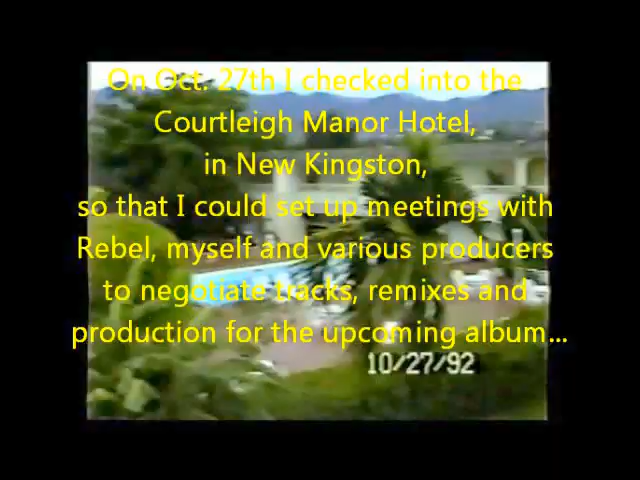 On Oct. 27th I checked into the
Courtleigh Manor Hotel,
in New Kingston,
so that I could set up meetings with
Rebel, myself and various producers
to negotiate tracks, remixes and
production for the upcoming album...
10/27/92